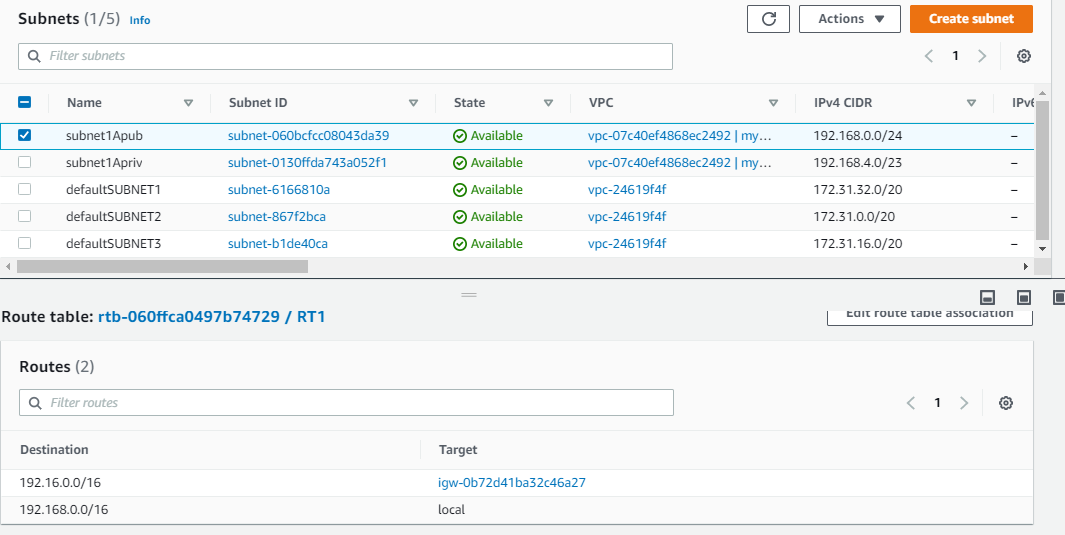 Subnets (1/5) Info Actions Create subnet
Filter subnets 1
Name Subnet ID State VPC IPv4 CIDR IPv6
subnet1Apub subnet-060bcfcc08043da39 Available vpc-07c40ef4868ec2492 | my… 192.168.0.0/24 –
subnet1Apriv subnet-0130ffda743a052f1 Available vpc-07c40ef4868ec2492 | my… 192.168.4.0/23 –
defaultSUBNET1 subnet-6166810a Available vpc-24619f4f 172.31.32.0/20 –
defaultSUBNET2 subnet-867f2bca Available vpc-24619f4f 172.31.0.0/20 –
defaultSUBNET3 subnet-b1de40ca Available vpc-24619f4f 172.31.16.0/20 –
Route table: rtb-060ffca0497b74729 / RT1 Edit route table association
Routes (2)
Filter routes 1
Destination Target
192.16.0.0/16 igw-0b72d41ba32c46a27
192.168.0.0/16 local